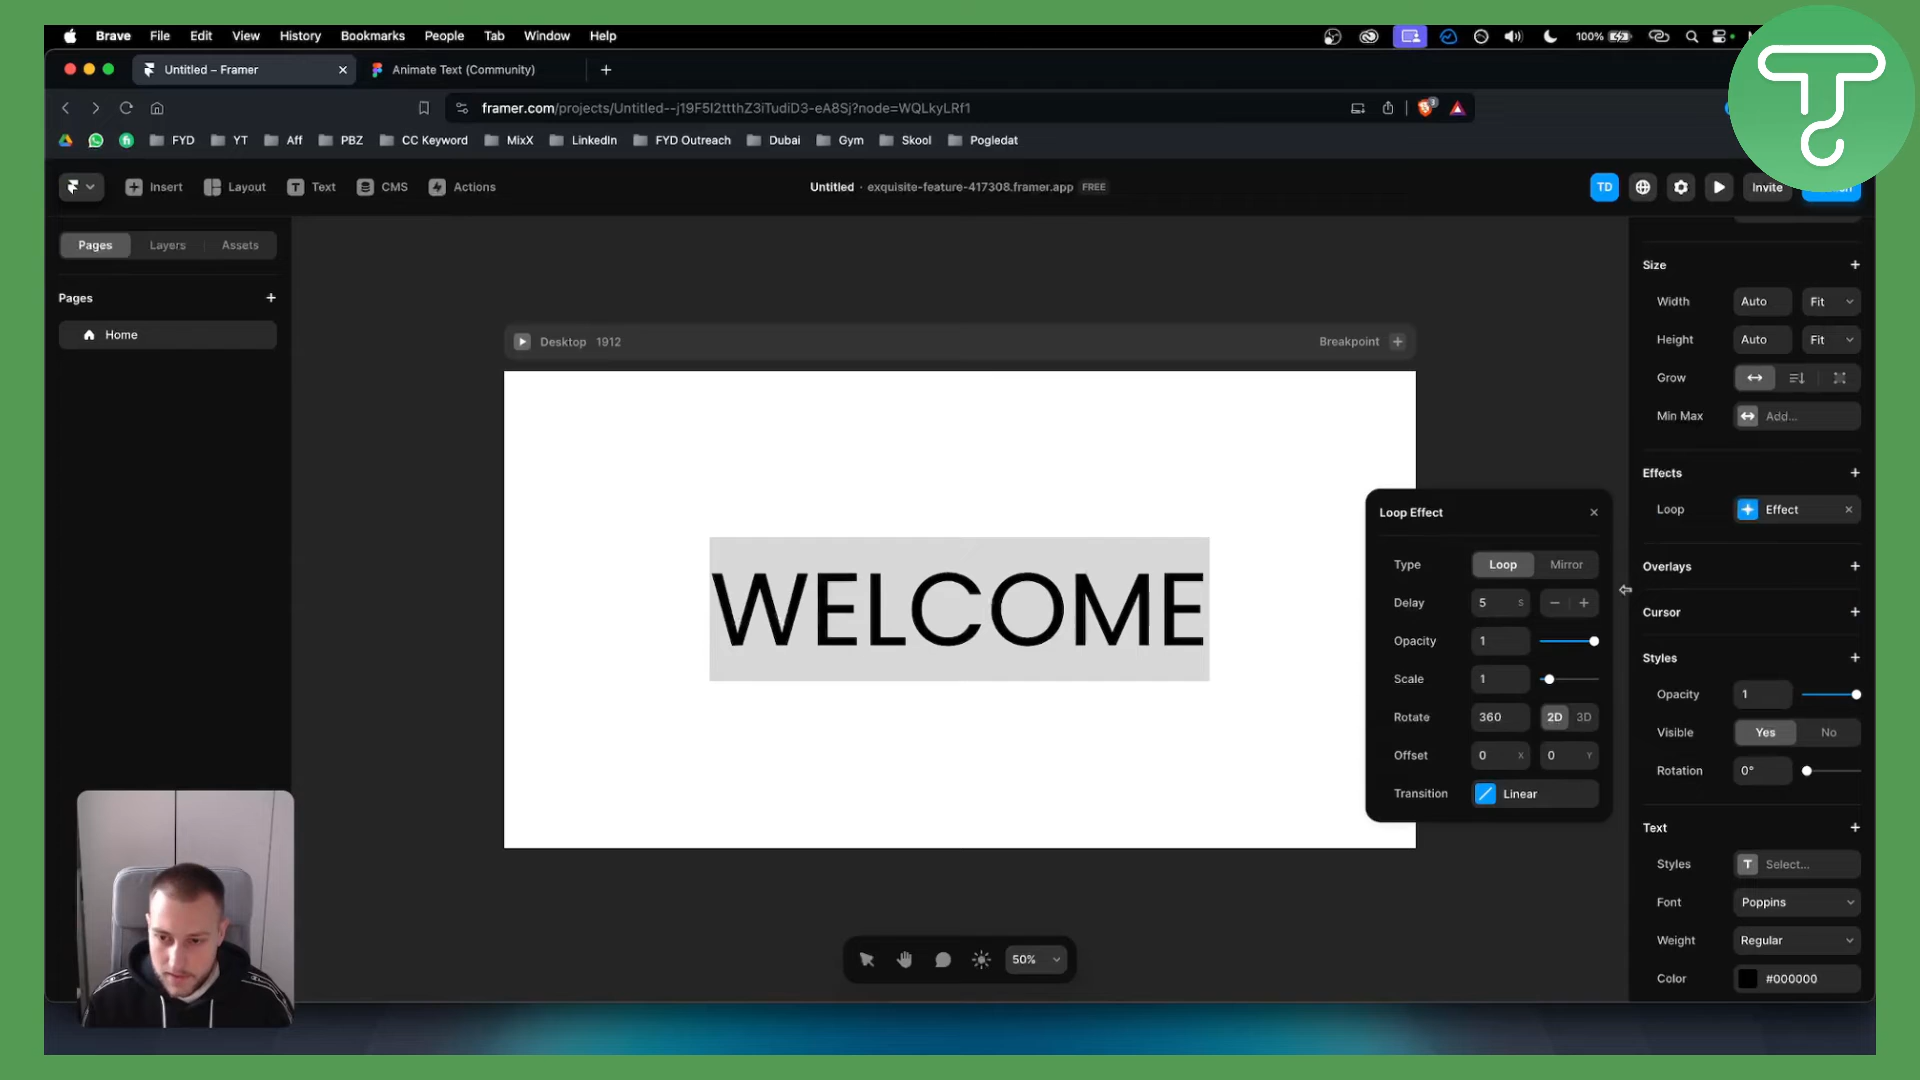 Brave File Edit View History Bookmarks People Tab Window Help 100%
Untitled – Framer
Animate Text (Community)
framer.com/projects/Untitled--j19F5I2ttthZ3iTudiD3-eA8Sj?node=WQLkyLRf1
3
FYD YT Aff PBZ CC Keyword MixX LinkedIn FYD Outreach Dubai Gym Skool Pogledat
Insert Layout Text CMS Actions
Untitled · exquisite-feature-417308.framer.app FREE
TD Invite
Pages Layers Assets
Pages
Home
Desktop 1912
Breakpoint
WELCOME
50%
Loop Effect
Type Loop Mirror
Delay 5 S
Opacity 1
Scale 1
Rotate 360 2D 3D
Offset 0 X 0 Y
Transition Linear
Size
Width Auto Fit
Height Auto Fit
Grow
Min Max Add...
Effects
Loop Effect
Overlays
Cursor
Styles
Opacity 1
Visible Yes No
Rotation 0°
Text
Styles T Select...
Font Poppins
Weight Regular
Color #000000